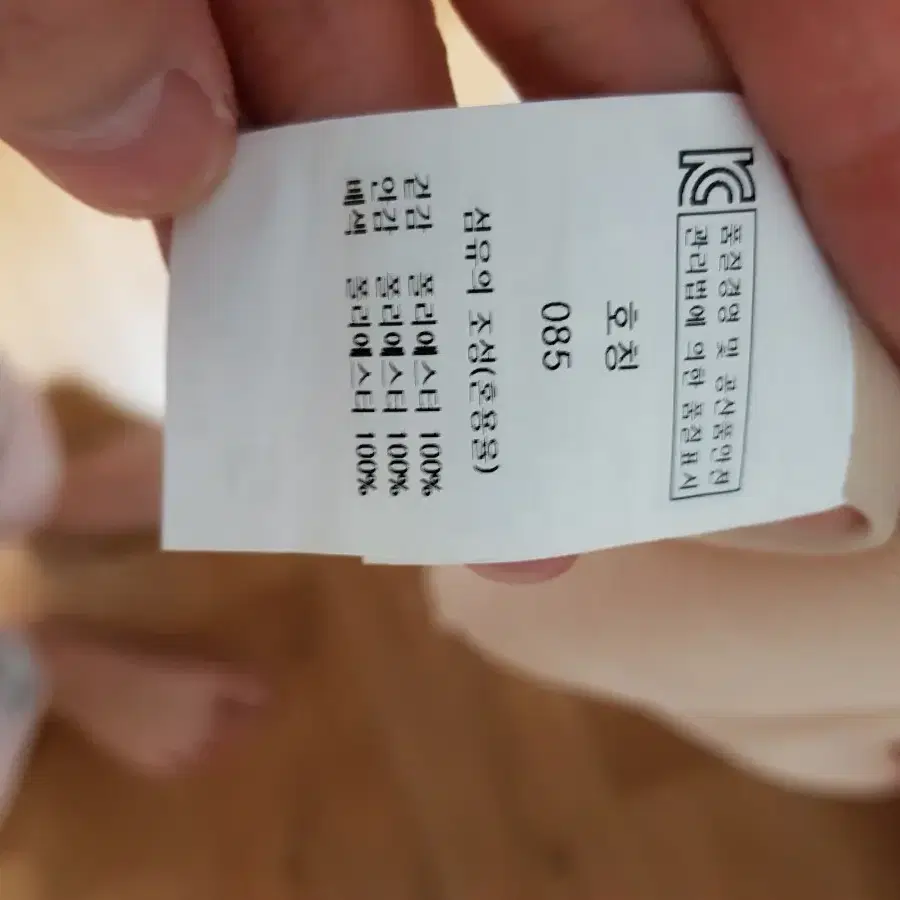 KC
품질경영 및 공산품안전
관리법에 의한 품질표시
호칭
085
섬유의 조성(혼용율)
겉감 폴리에스터 100%
안감 폴리에스터 100%
배색 폴리에스터 100%